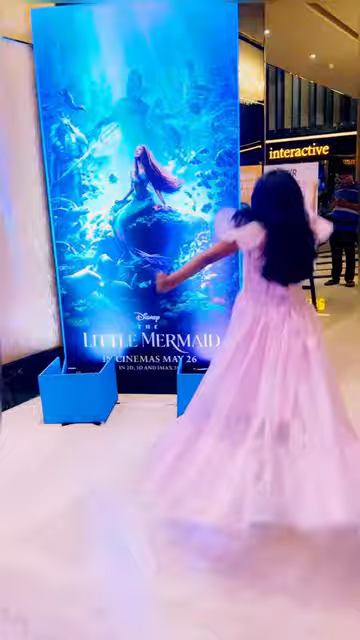 interactive
Disney
THE
LITTLE MERMAID
IN CINEMAS MAY 26
IN 2D, 3D AND IMAX 3D